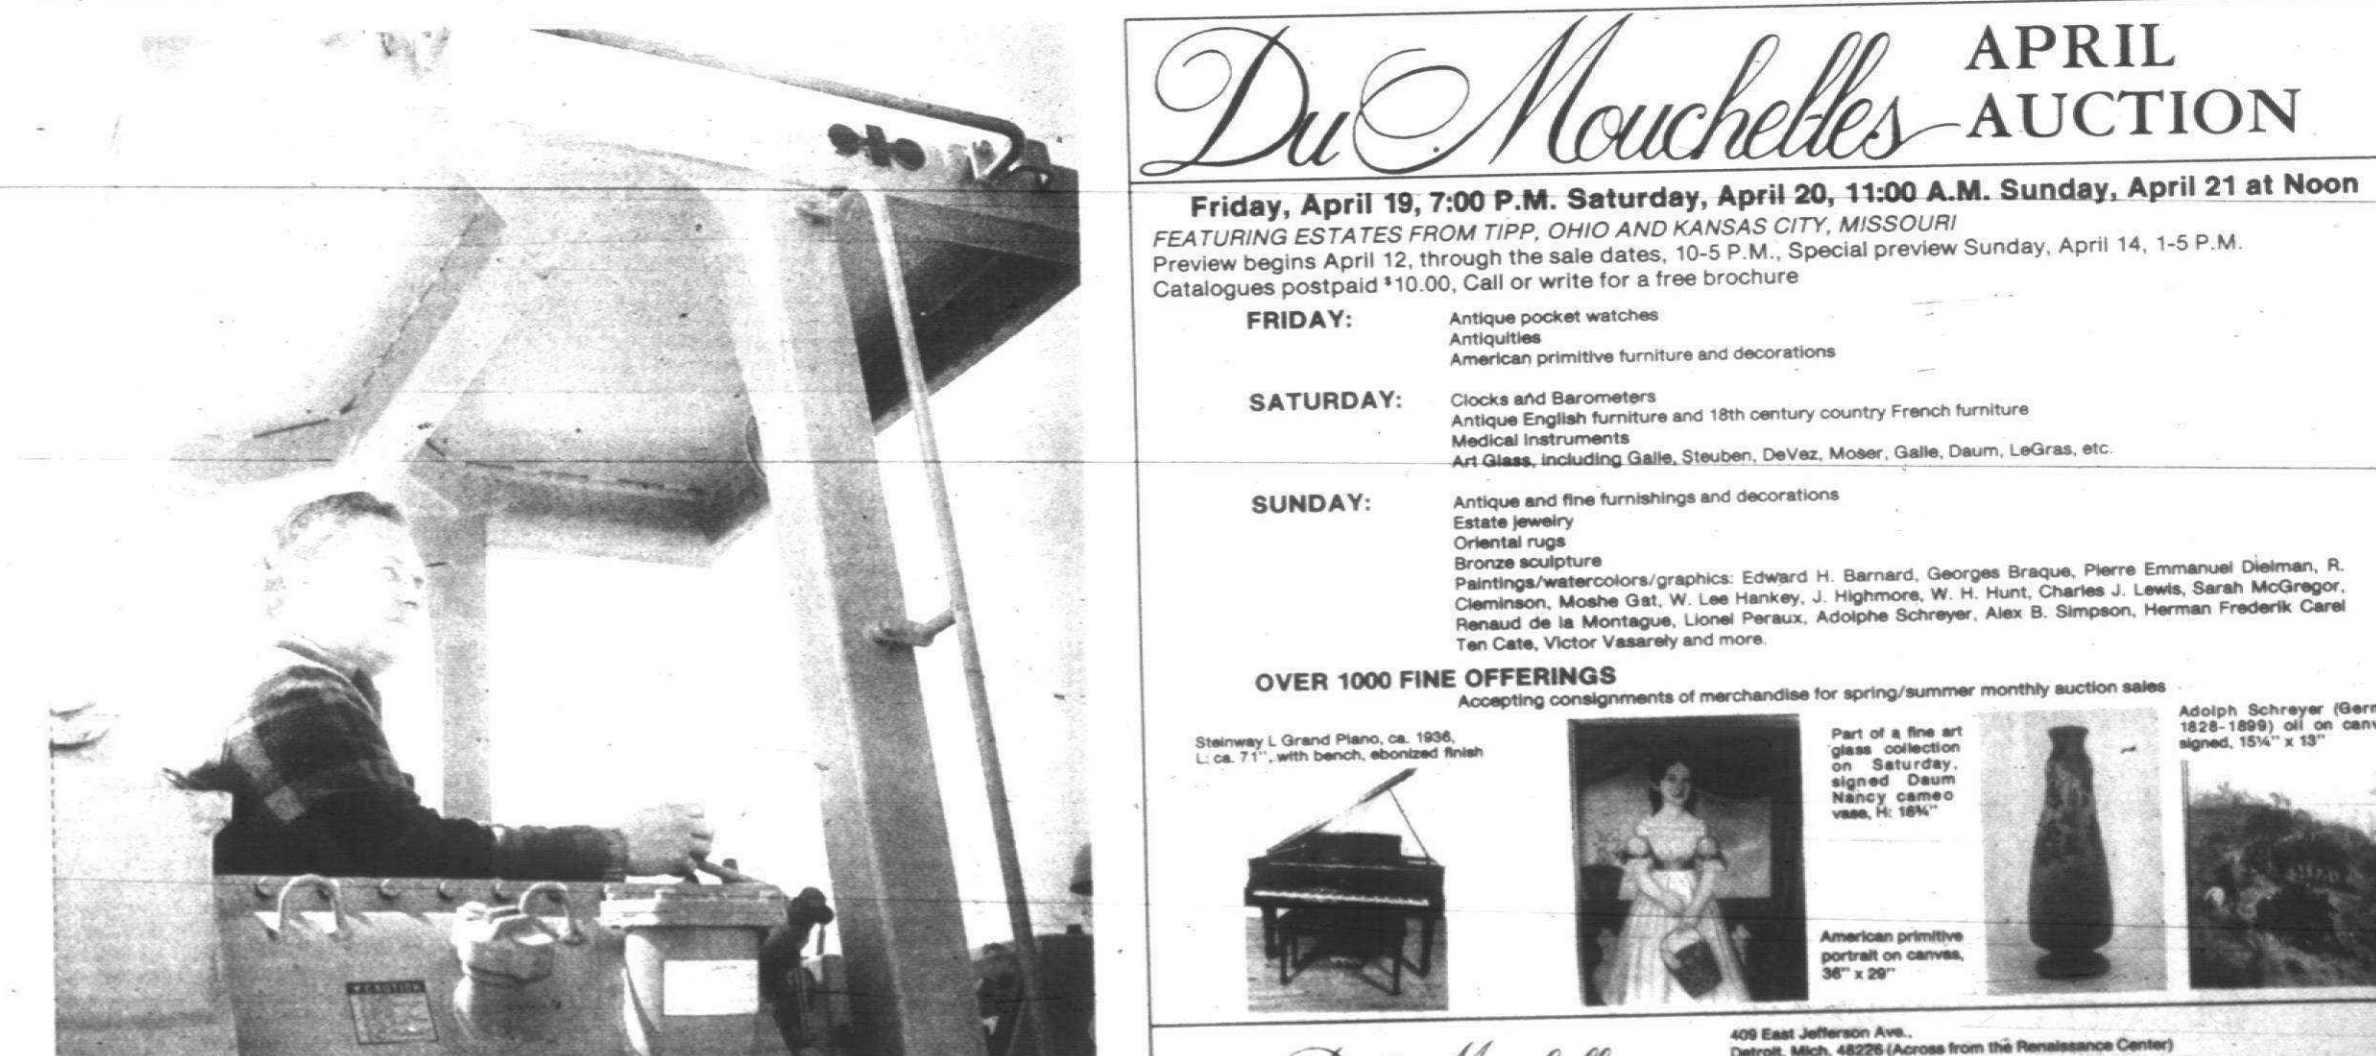 Du Mouchelles
APRIL
AUCTION
Friday, April 19, 7:00 P.M. Saturday, April 20, 11:00 A.M. Sunday, April 21 at Noon
FEATURING ESTATES FROM TIPP, OHIO AND KANSAS CITY, MISSOURI
Preview begins April 12, through the sale dates, 10-5 P.M., Special preview Sunday, April 14, 1-5 P.M.
Catalogues postpaid $10.00, Call or write for a free brochure
FRIDAY: Antique pocket watches
Antiquities
American primitive furniture and decorations
SATURDAY: Clocks and Barometers
Antique English furniture and 18th century country French furniture
Medical Instruments
Art Glass, including Galle, Steuben, DeVez, Moser, Galle, Daum, LeGras, etc.
SUNDAY: Antique and fine furnishings and decorations
Estate jewelry
Oriental rugs
Bronze sculpture
Paintings/watercolors/graphics: Edward H. Barnard, Georges Braque, Pierre Emmanuel Dielman, R.
Cleminson, Moshe Gat, W. Lee Hankey, J. Highmore, W. H. Hunt, Charles J. Lewis, Sarah McGregor,
Renaud de la Montague, Lionel Peraux, Adolphe Schreyer, Alex B. Simpson, Herman Frederik Carel
Ten Cate, Victor Vasarely and more.
OVER 1000 FINE OFFERINGS
Accepting consignments of merchandise for spring/summer monthly auction sales
Steinway L Grand Piano, ca. 1936,
L: ca. 71", with bench, ebonized finish
Part of a fine art
glass collection
on Saturday,
signed Daum
Nancy cameo
vase, H: 16¾"
American primitive
portrait on canvas,
36" x 29"
Adolph Schreyer (Germ
1828-1899) oil on canv
signed, 15¼" x 13"
CAUTION
409 East Jefferson Ave.,
Detroit, Mich. 48226 (Across from the Renaissance Center)